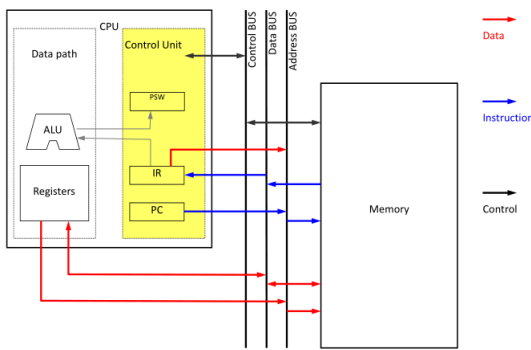 CPU
Data path
Control Unit
PSW
ALU
IR
Registers
PC
Control BUS
Data BUS
Address BUS
Memory
Data
Instruction
Control